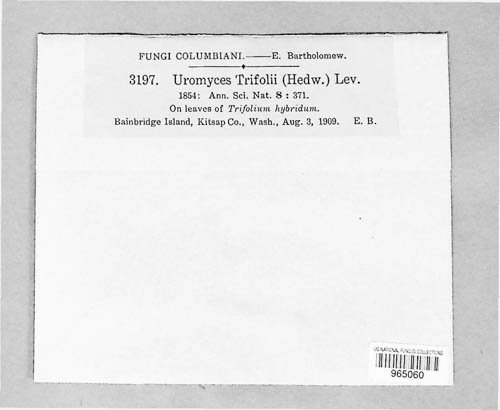 FUNGI COLUMBIANI.——E. Bartholomew.
3197. Uromyces Trifolii (Hedw.) Lev.
1854: Ann. Sci. Nat. 8 : 371.
On leaves of Trifolium hybridum.
Bainbridge Island, Kitsap Co., Wash., Aug. 3, 1909. E. B.
US NATIONAL FUNGUS COLLECTIONS
965060